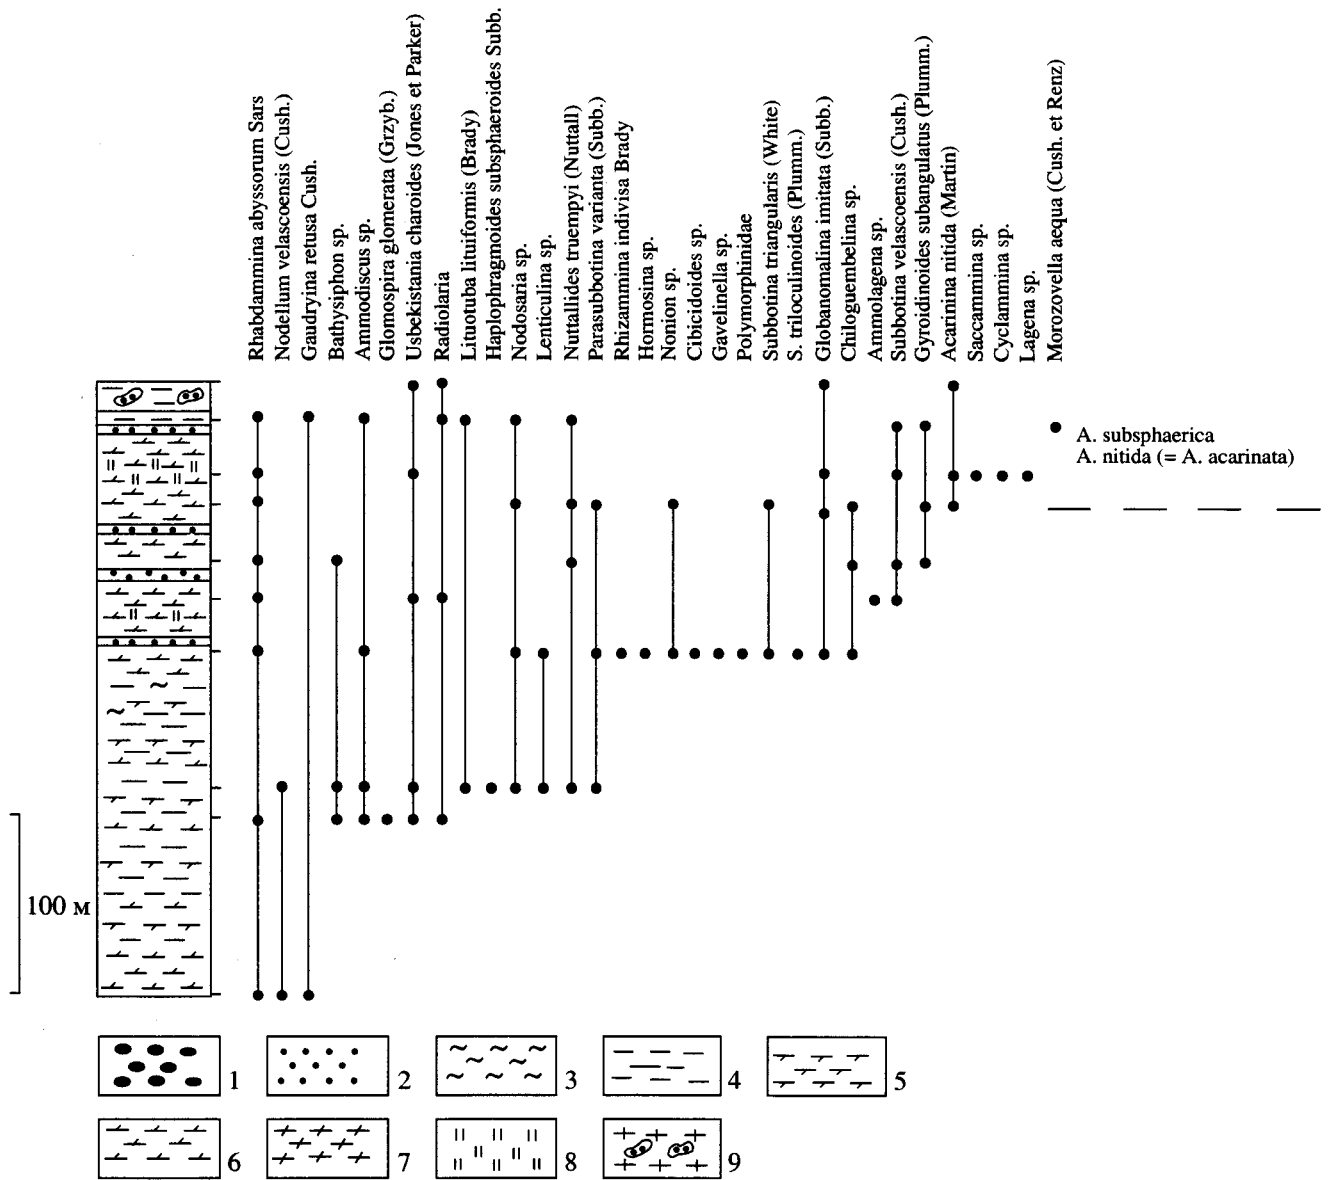 Rhabdammina abyssorum Sars
Nodellum velascoensis (Cush.)
Gaudryina retusa Cush.
Bathysiphon sp.
Ammodiscus sp.
Glomospira glomerata (Grzyb.)
Usbekistania charoides (Jones et Parker)
Radiolaria
Lituotuba lituiformis (Brady)
Haplophragmoides subsphaeroides Subb.
Nodosaria sp.
Lenticulina sp.
Nuttallides truempyi (Nuttall)
Parasubbotina varianta (Subb.)
Rhizammina indivisa Brady
Hormosina sp.
Nonion sp.
Cibicidoides sp.
Gavelinella sp.
Polymorphinidae
Subbotina triangularis (White)
S. triloculinoides (Plumm.)
Globanomalina imitata (Subb.)
Chiloguembelina sp.
Ammolagena sp.
Subbotina velascoensis (Cush.)
Gyroidinoides subangulatus (Plumm.)
Acarinina nitida (Martin)
Saccammina sp.
Cyclammina sp.
Lagena sp.
Morozovella aequa (Cush. et Renz)
A. subsphaerica
A. nitida (= A. acarinata)
100 м
1
2
3
4
5
6
7
8
9